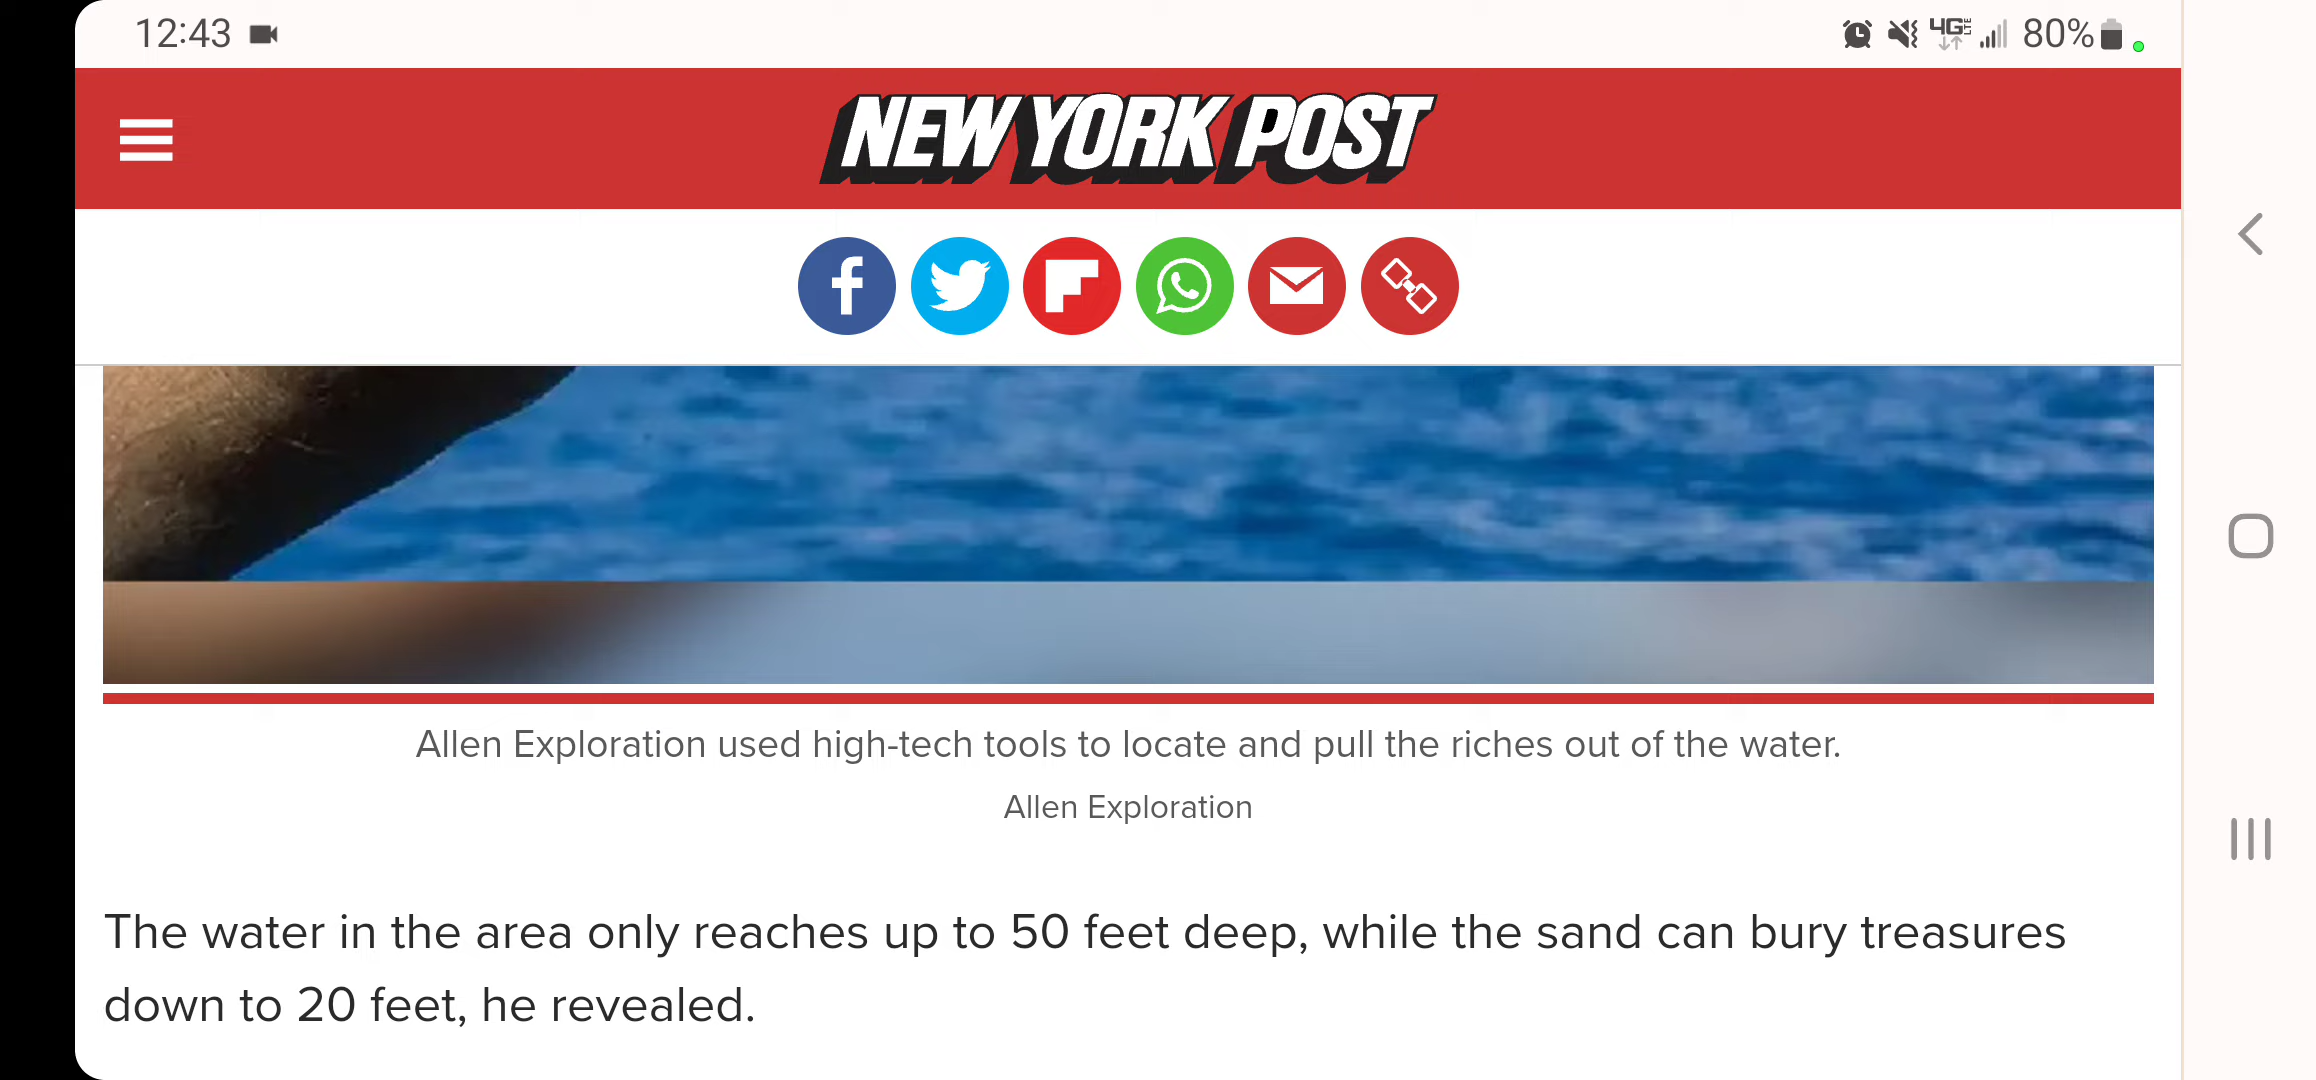 12:43
4G LTE 80%
NEW YORK POST
Allen Exploration used high-tech tools to locate and pull the riches out of the water.
Allen Exploration
The water in the area only reaches up to 50 feet deep, while the sand can bury treasures
down to 20 feet, he revealed.